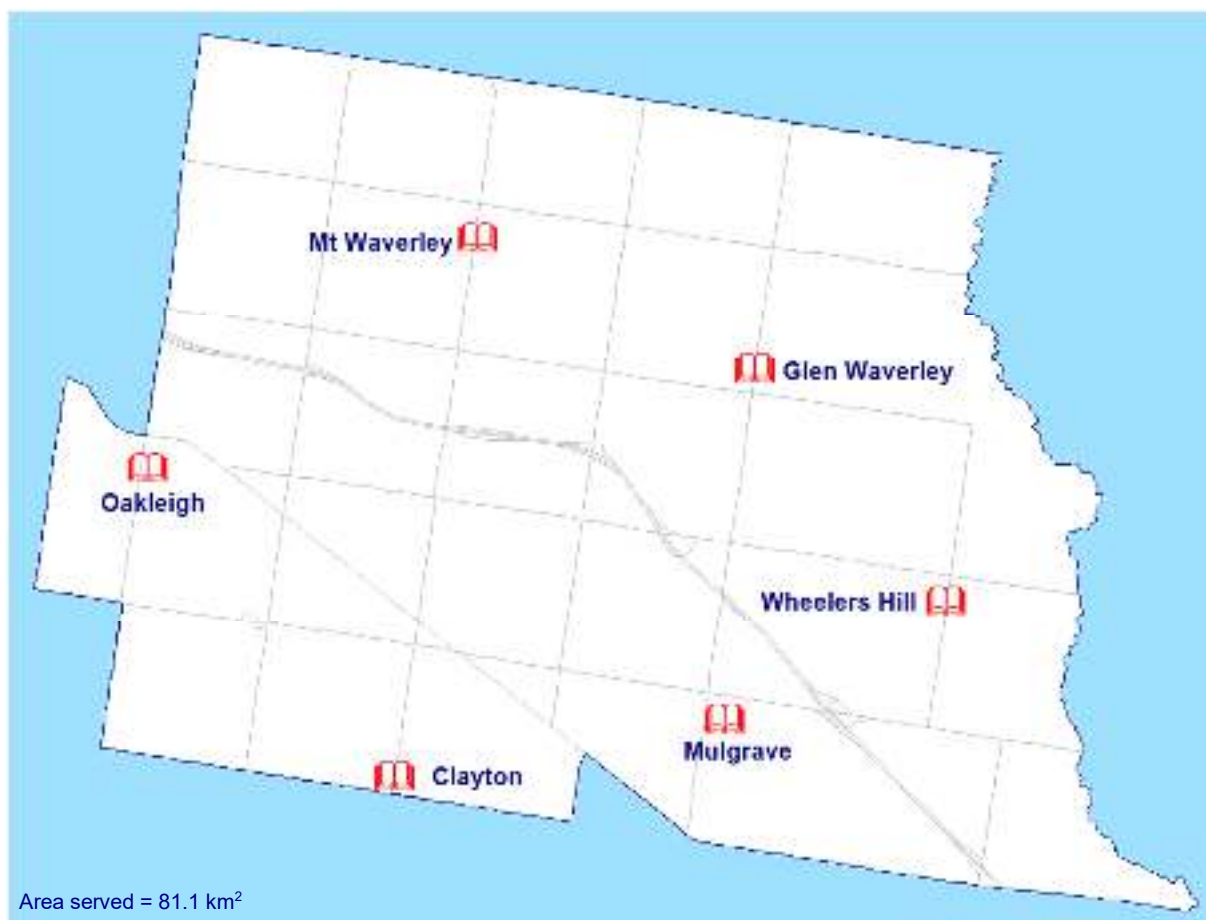 Mt Waverley
Glen Waverley
Oakleigh
Wheelers Hill
Mulgrave
Clayton
Area served = 81.1 km²